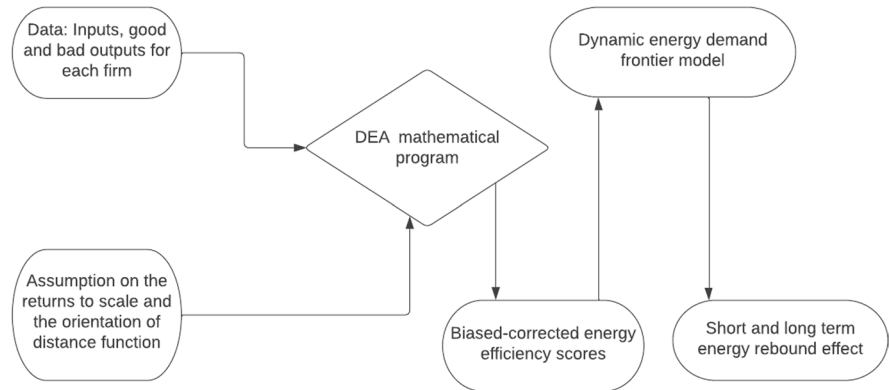 Data: Inputs, good
and bad outputs for
each firm
Dynamic energy demand
frontier model
DEA mathematical
program
Assumption on the
returns to scale and
the orientation of
distance function
Biased-corrected energy
efficiency scores
Short and long term
energy rebound effect